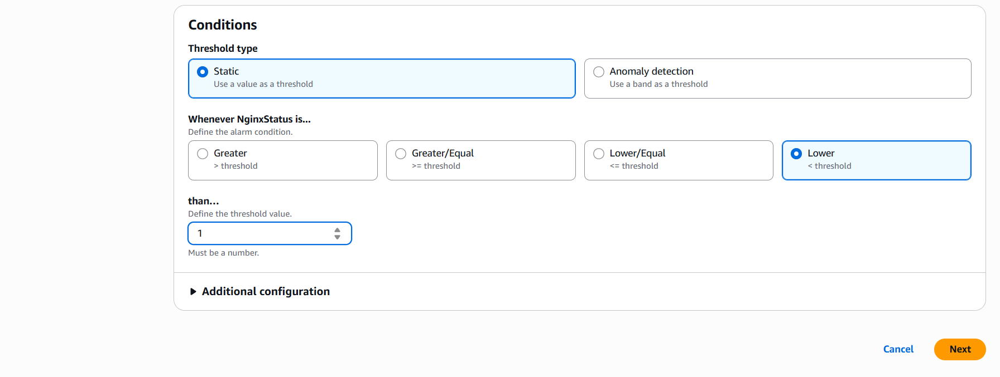 Conditions
Threshold type
Static
Use a value as a threshold
Anomaly detection
Use a band as a threshold
Whenever NginxStatus is...
Define the alarm condition.
Greater
> threshold
Greater/Equal
>= threshold
Lower/Equal
<= threshold
Lower
< threshold
than...
Define the threshold value.
1
Must be a number.
Additional configuration
Cancel
Next